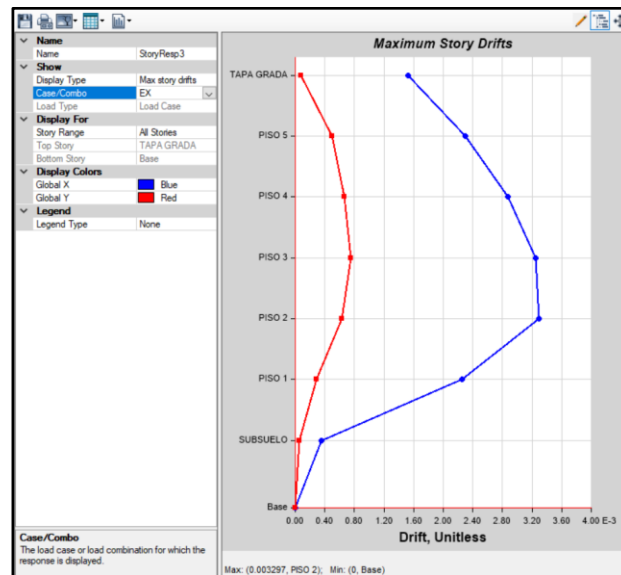 Name
Name StoryResp3
Show
Display Type Max story drifts
Case/Combo EX
Load Type Load Case
Display For
Story Range All Stories
Top Story TAPA GRADA
Bottom Story Base
Display Colors
Global X Blue
Global Y Red
Legend
Legend Type None
Case/Combo
The load case or load combination for which the
response is displayed.
Maximum Story Drifts
TAPA GRADA
PISO 5
PISO 4
PISO 3
PISO 2
PISO 1
SUBSUELO
Base
0.00 0.40 0.80 1.20 1.60 2.00 2.40 2.80 3.20 3.60 4.00 E-3
Drift, Unitless
Max: (0.003297, PISO 2); Min: (0, Base)